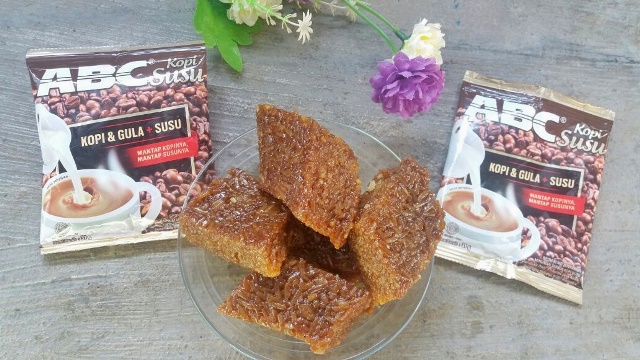 ABC
Kopi
Susu
KOPI & GULA + SUSU
MANTAP KOPINYA,
MANTAP SUSUNYA
ABC
Kopi
Susu
KOPI & GULA + SUSU
MANTAP KOPINYA,
MANTAP SUSUNYA